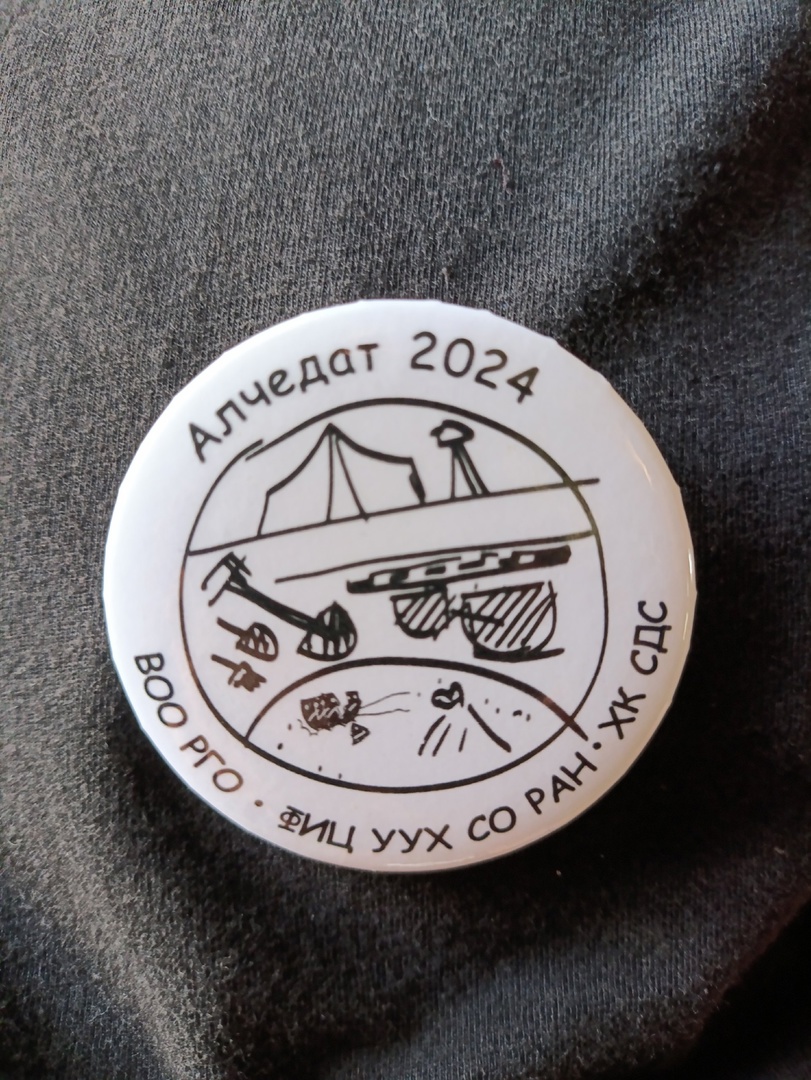 Алчедат 2024
ВОО РГО · ФИЦ УУХ СО РАН · ХК СДС